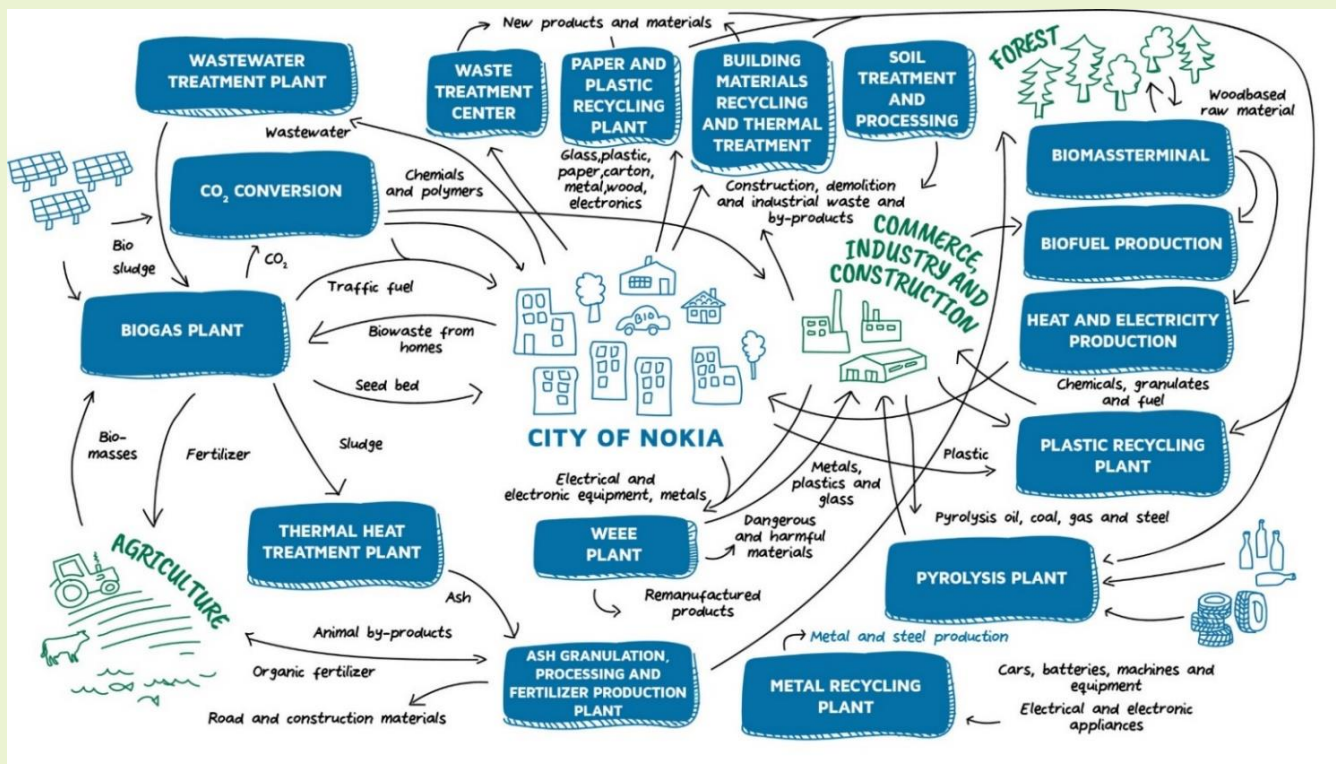 New products and materials
WASTEWATER
TREATMENT PLANT
WASTE
TREATMENT
CENTER
PAPER AND
PLASTIC
RECYCLING
PLANT
BUILDING
MATERIALS
RECYCLING
AND THERMAL
TREATMENT
SOIL
TREATMENT
AND
PROCESSING
FOREST
Woodbased
raw material
Wastewater
CO₂ CONVERSION
Chemials
and polymers
Glass,plastic,
paper,carton,
metal,wood,
electronics
Construction, demolition
and industrial waste and
by-products
BIOMASSTERMINAL
COMMERCE,
INDUSTRY AND
CONSTRUCTION
BIOFUEL PRODUCTION
Bio
sludge
CO₂
Traffic fuel
BIOGAS PLANT
Biowaste from
homes
Seed bed
BIO
HEAT AND ELECTRICITY
PRODUCTION
Chemicals, granulates
and fuel
CITY OF NOKIA
PLASTIC RECYCLING
PLANT
Plastic
Bio-
masses
Fertilizer
Sludge
Electrical and
electronic equipment, metals
Metals,
plastics and
glass
Pyrolysis oil, coal, gas and steel
THERMAL HEAT
TREATMENT PLANT
WEEE
PLANT
Dangerous
and harmful
materials
PYROLYSIS PLANT
AGRICULTURE
Ash
Remanufactured
products
Animal by-products
Organic fertilizer
ASH GRANULATION,
PROCESSING AND
FERTILIZER PRODUCTION
PLANT
Metal and steel production
METAL RECYCLING
PLANT
Cars, batteries, machines and
equipment
Electrical and electronic
appliances
Road and construction materials